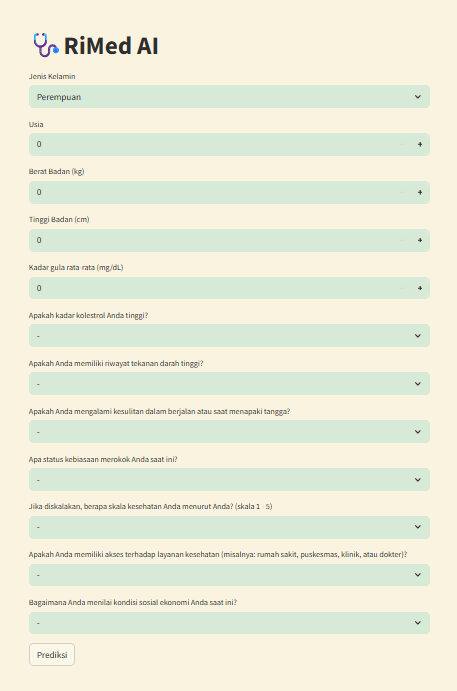 RiMed AI
Jenis Kelamin
Perempuan
Usia
0
- +
Berat Badan (kg)
0
- +
Tinggi Badan (cm)
0
- +
Kadar gula rata-rata (mg/dL)
0
- +
Apakah kadar kolestrol Anda tinggi?
-
Apakah Anda memiliki riwayat tekanan darah tinggi?
-
Apakah Anda mengalami kesulitan dalam berjalan atau saat menapaki tangga?
-
Apa status kebiasaan merokok Anda saat ini?
-
Jika diskalakan, berapa skala kesehatan Anda menurut Anda? (skala 1 - 5)
-
Apakah Anda memiliki akses terhadap layanan kesehatan (misalnya: rumah sakit, puskesmas, klinik, atau dokter)?
-
Bagaimana Anda menilai kondisi sosial ekonomi Anda saat ini?
-
Prediksi